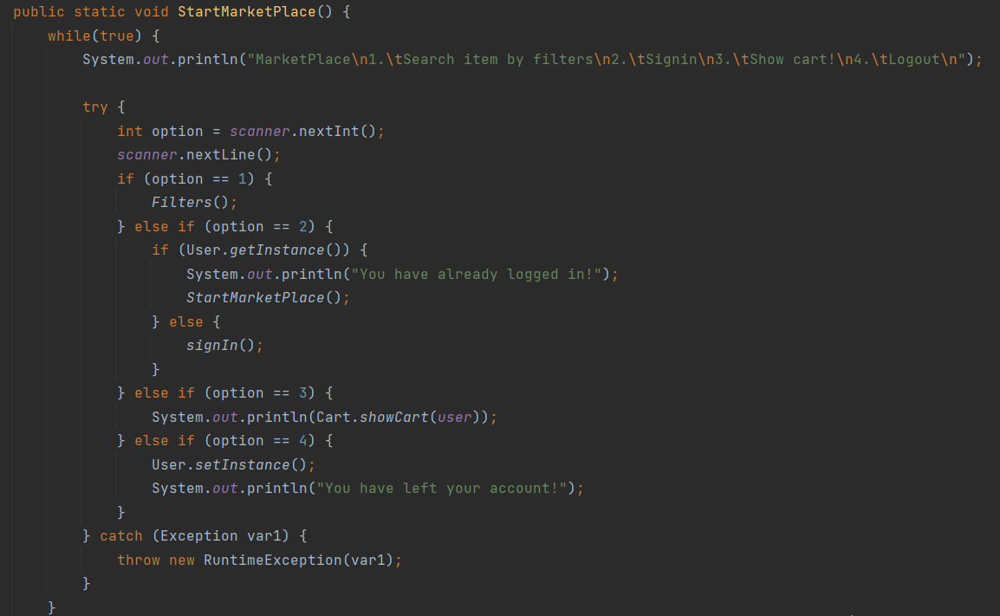 public static void StartMarketPlace() {
    while(true) {
        System.out.println("MarketPlace\n1.\tSearch item by filters\n2.\tSignin\n3.\tShow cart!\n4.\tLogout\n");

        try {
            int option = scanner.nextInt();
            scanner.nextLine();
            if (option == 1) {
                Filters();
            } else if (option == 2) {
                if (User.getInstance()) {
                    System.out.println("You have already logged in!");
                    StartMarketPlace();
                } else {
                    signIn();
                }
            } else if (option == 3) {
                System.out.println(Cart.showCart(user));
            } else if (option == 4) {
                User.setInstance();
                System.out.println("You have left your account!");
            }
        } catch (Exception var1) {
            throw new RuntimeException(var1);
        }
    }